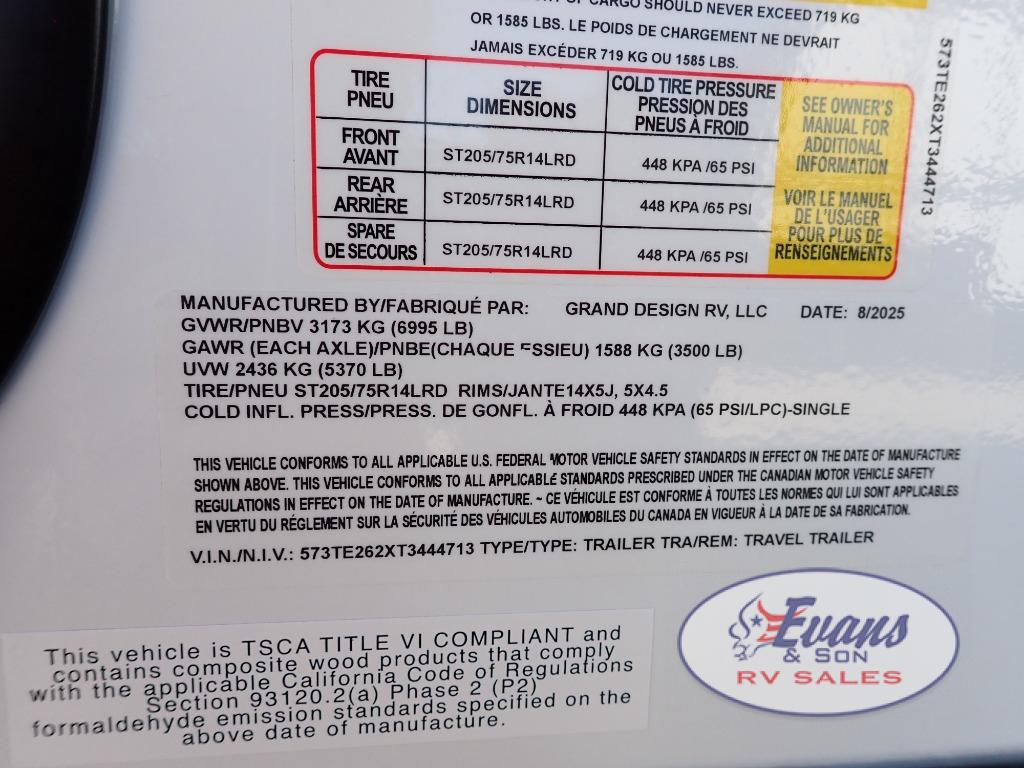 OF CARGO SHOULD NEVER EXCEED 719 KG
OR 1585 LBS. LE POIDS DE CHARGEMENT NE DEVRAIT
JAMAIS EXCÉDER 719 KG OU 1585 LBS.
TIRE
PNEU
SIZE
DIMENSIONS
COLD TIRE PRESSURE
PRESSION DES
PNEUS À FROID
SEE OWNER'S
MANUAL FOR
ADDITIONAL
INFORMATION
VOIR LE MANUEL
DE L'USAGER
POUR PLUS DE
RENSEIGNEMENTS
FRONT
AVANT
ST205/75R14LRD
448 KPA /65 PSI
REAR
ARRIÈRE
ST205/75R14LRD
448 KPA /65 PSI
SPARE
DE SECOURS
ST205/75R14LRD
448 KPA /65 PSI
573TE262XT3444713
MANUFACTURED BY/FABRIQUÉ PAR: GRAND DESIGN RV, LLC DATE: 8/2025
GVWR/PNBV 3173 KG (6995 LB)
GAWR (EACH AXLE)/PNBE(CHAQUE ESSIEU) 1588 KG (3500 LB)
UVW 2436 KG (5370 LB)
TIRE/PNEU ST205/75R14LRD RIMS/JANTE14X5J, 5X4.5
COLD INFL. PRESS/PRESS. DE GONFL. À FROID 448 KPA (65 PSI/LPC)-SINGLE
THIS VEHICLE CONFORMS TO ALL APPLICABLE U.S. FEDERAL MOTOR VEHICLE SAFETY STANDARDS IN EFFECT ON THE DATE OF MANUFACTURE
SHOWN ABOVE. THIS VEHICLE CONFORMS TO ALL APPLICABLE STANDARDS PRESCRIBED UNDER THE CANADIAN MOTOR VEHICLE SAFETY
REGULATIONS IN EFFECT ON THE DATE OF MANUFACTURE. ~ CE VÉHICULE EST CONFORME À TOUTES LES NORMES QUI LUI SONT APPLICABLES
EN VERTU DU RÉGLEMENT SUR LA SÉCURITÉ DES VÉHICULES AUTOMOBILES DU CANADA EN VIGUEUR À LA DATE DE SA FABRICATION.
V.I.N./N.I.V.: 573TE262XT3444713 TYPE/TYPE: TRAILER TRA/REM: TRAVEL TRAILER
This vehicle is TSCA TITLE VI COMPLIANT and
contains composite wood products that comply
with the applicable California Code of Regulations
Section 93120.2(a) Phase 2 (P2)
formaldehyde emission standards specified on the
above date of manufacture.
Evans
& SON
RV SALES